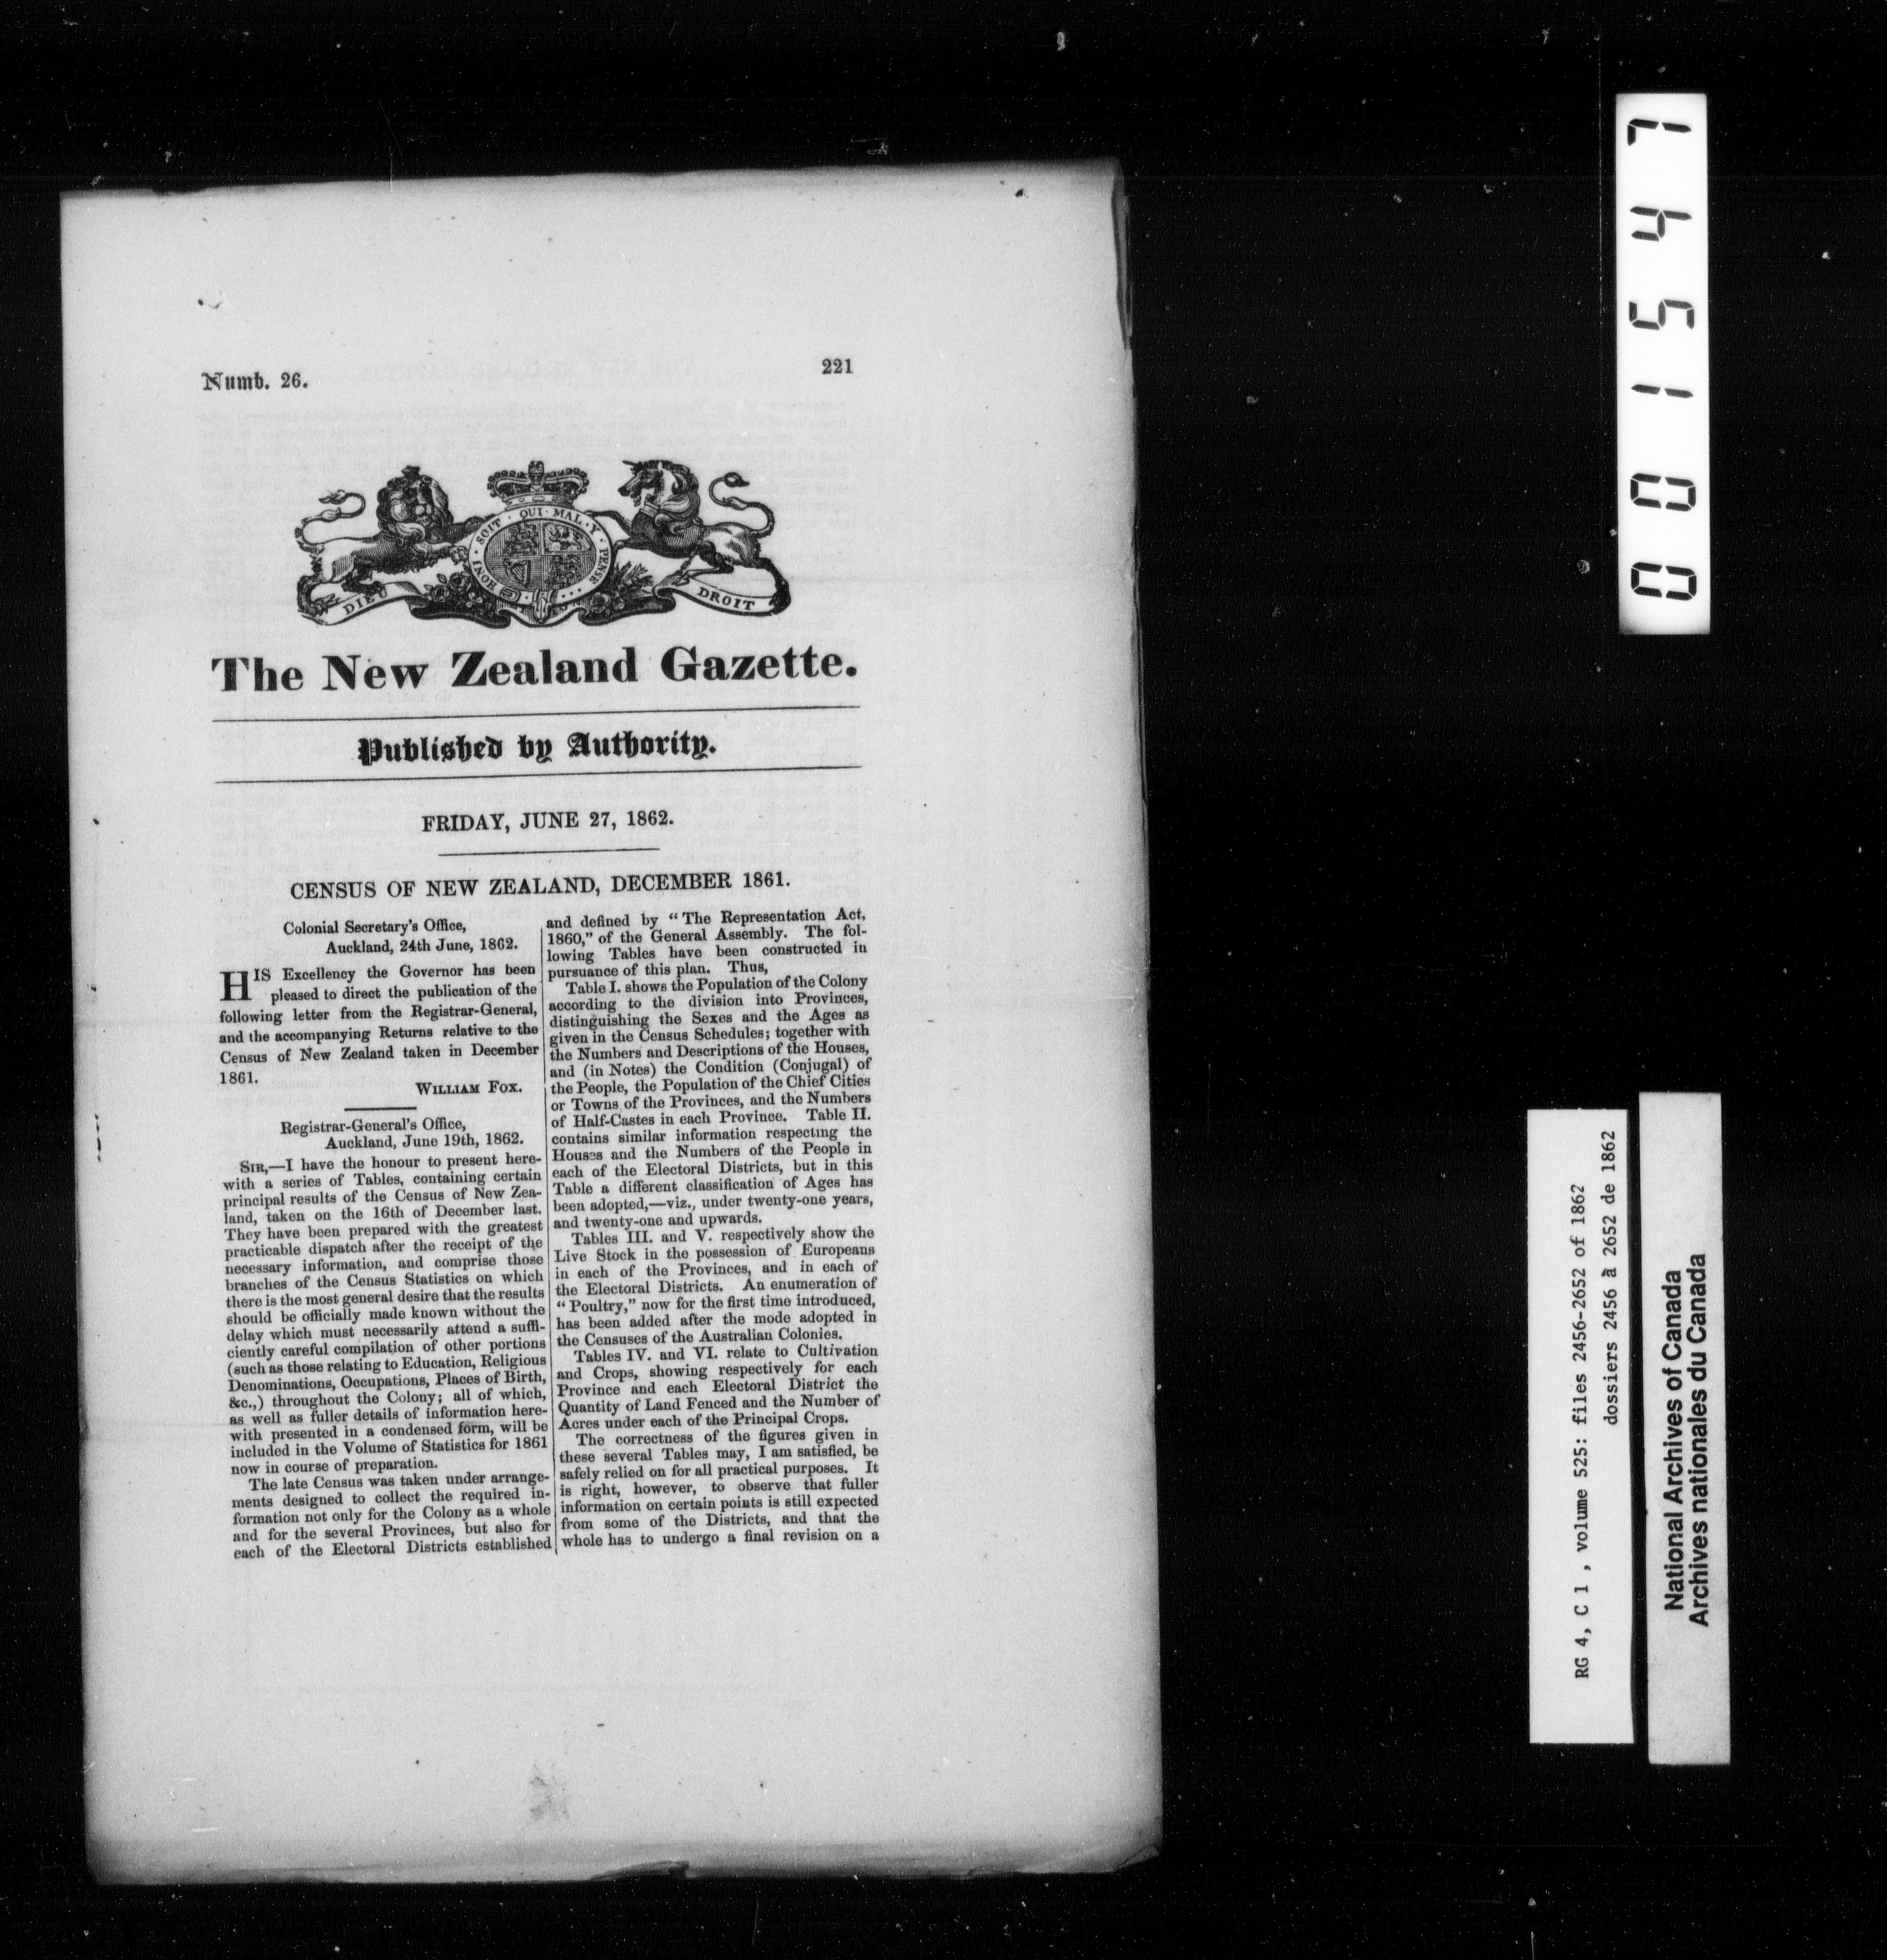 Numb. 26.
221
HONI · SOIT · QUI · MAL · Y · PENSE
DIEU
DROIT
The New Zealand Gazette.
Published by Authority.
FRIDAY, JUNE 27, 1862.
CENSUS OF NEW ZEALAND, DECEMBER 1861.
Colonial Secretary's Office,
Auckland, 24th June, 1862.
HIS Excellency the Governor has been
pleased to direct the publication of the
following letter from the Registrar-General,
and the accompanying Returns relative to the
Census of New Zealand taken in December
1861.
WILLIAM FOX.
Registrar-General's Office,
Auckland, June 19th, 1862.
SIR,—I have the honour to present here-
with a series of Tables, containing certain
principal results of the Census of New Zea-
land, taken on the 16th of December last.
They have been prepared with the greatest
practicable dispatch after the receipt of the
necessary information, and comprise those
branches of the Census Statistics on which
there is the most general desire that the results
should be officially made known without the
delay which must necessarily attend a suffi-
ciently careful compilation of other portions
(such as those relating to Education, Religious
Denominations, Occupations, Places of Birth,
&c.,) throughout the Colony; all of which,
as well as fuller details of information here-
with presented in a condensed form, will be
included in the Volume of Statistics for 1861
now in course of preparation.
The late Census was taken under arrange-
ments designed to collect the required in-
formation not only for the Colony as a whole
and for the several Provinces, but also for
each of the Electoral Districts established
and defined by "The Representation Act,
1860," of the General Assembly. The fol-
lowing Tables have been constructed in
pursuance of this plan. Thus,
Table I. shows the Population of the Colony
according to the division into Provinces,
distinguishing the Sexes and the Ages as
given in the Census Schedules; together with
the Numbers and Descriptions of the Houses,
and (in Notes) the Condition (Conjugal) of
the People, the Population of the Chief Cities
or Towns of the Provinces, and the Numbers
of Half-Castes in each Province. Table II.
contains similar information respecting the
Houses and the Numbers of the People in
each of the Electoral Districts, but in this
Table a different classification of Ages has
been adopted,—viz., under twenty-one years,
and twenty-one and upwards.
Tables III. and V. respectively show the
Live Stock in the possession of Europeans
in each of the Provinces, and in each of
the Electoral Districts. An enumeration of
"Poultry," now for the first time introduced,
has been added after the mode adopted in
the Censuses of the Australian Colonies.
Tables IV. and VI. relate to Cultivation
and Crops, showing respectively for each
Province and each Electoral District the
Quantity of Land Fenced and the Number of
Acres under each of the Principal Crops.
The correctness of the figures given in
these several Tables may, I am satisfied, be
safely relied on for all practical purposes. It
is right, however, to observe that fuller
information on certain points is still expected
from some of the Districts, and that the
whole has to undergo a final revision on a
001547
RG 4, C 1 , volume 525: files 2456-2652 of 1862
dossiers 2456 à 2652 de 1862
National Archives of Canada
Archives nationales du Canada